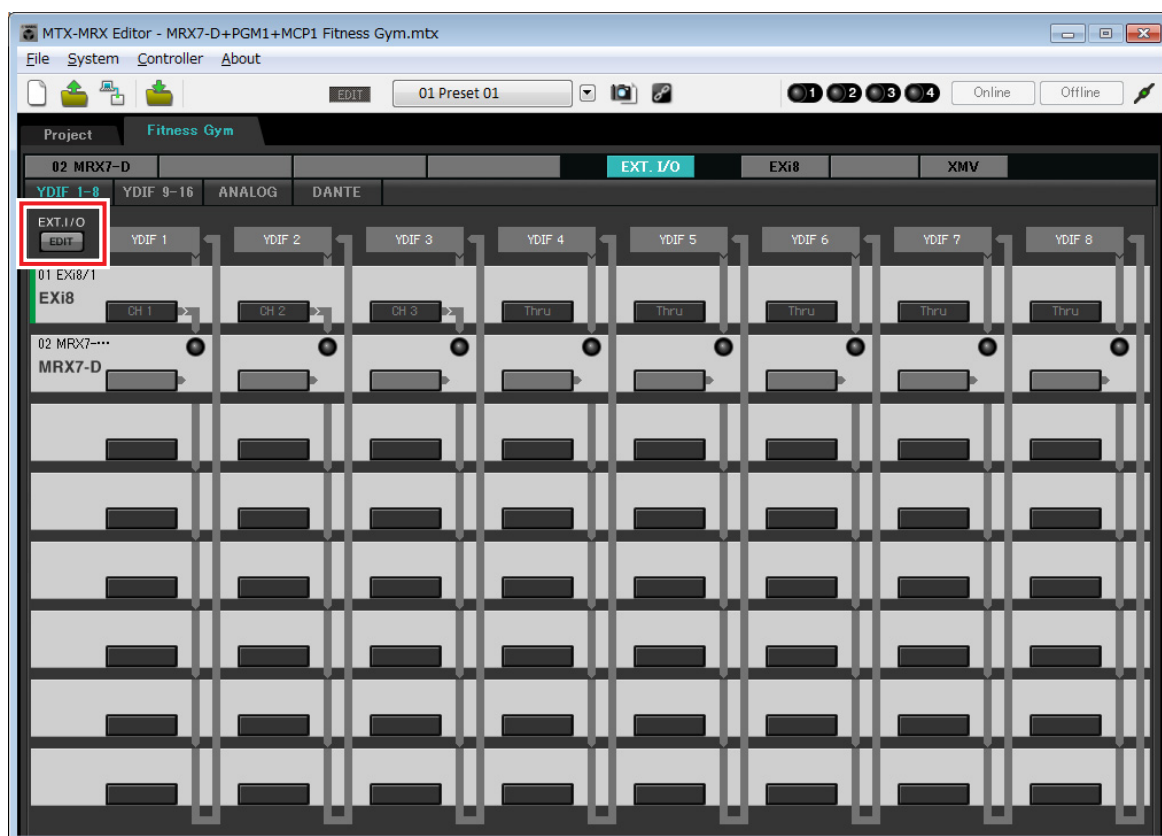 MTX-MRX Editor - MRX7-D+PGM1+MCP1 Fitness Gym.mtx
File System Controller About
EDIT 01 Preset 01 1 2 3 4 Online Offline
Project Fitness Gym
02 MRX7-D EXT. I/O EXi8 XMV
YDIF 1-8 YDIF 9-16 ANALOG DANTE
EXT.I/O
EDIT YDIF 1 YDIF 2 YDIF 3 YDIF 4 YDIF 5 YDIF 6 YDIF 7 YDIF 8
01 EXi8/1
EXi8
CH 1 CH 2 CH 3 Thru Thru Thru Thru Thru
02 MRX7-···
MRX7-D